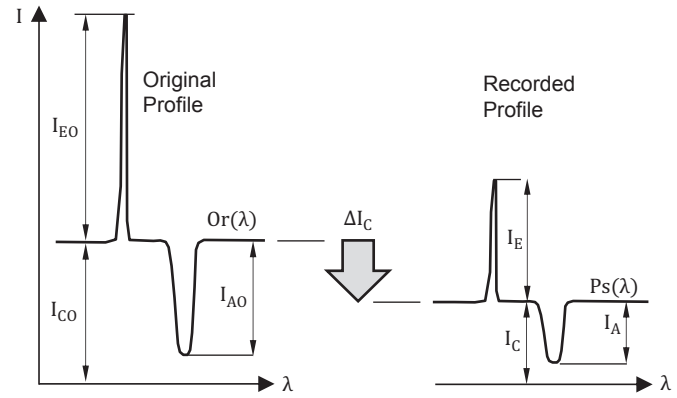 I
Original
Profile
I_EO
Or(λ)
I_CO
I_AO
λ
ΔI_C
Recorded
Profile
I_E
Ps(λ)
I_C
I_A
λ